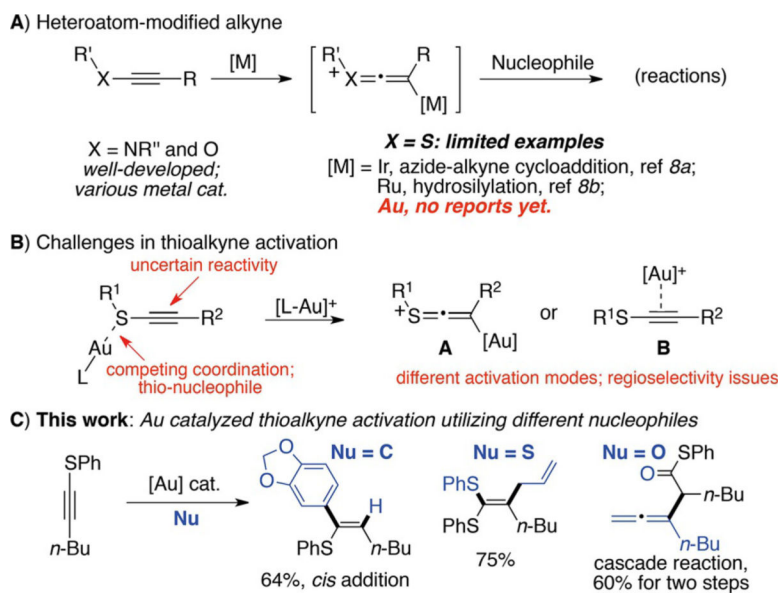 A) Heteroatom-modified alkyne
R'
X
R
[M]
R'
+
X
R
[M]
Nucleophile
(reactions)
X = NR" and O
well-developed;
various metal cat.
X = S: limited examples
[M] = Ir, azide-alkyne cycloaddition, ref 8a;
Ru, hydrosilylation, ref 8b;
Au, no reports yet.
B) Challenges in thioalkyne activation
uncertain reactivity
R1
S
R2
Au
L
competing coordination;
thio-nucleophile
[L-Au]+
R1
+
S
R2
[Au]
A
or
[Au]+
R1S
R2
B
different activation modes; regioselectivity issues
C) This work: Au catalyzed thioalkyne activation utilizing different nucleophiles
SPh
n-Bu
[Au] cat.
Nu
Nu = C
O
O
H
PhS
n-Bu
64%, cis addition
Nu = S
PhS
PhS
n-Bu
75%
Nu = O
SPh
O
n-Bu
n-Bu
cascade reaction,
60% for two steps